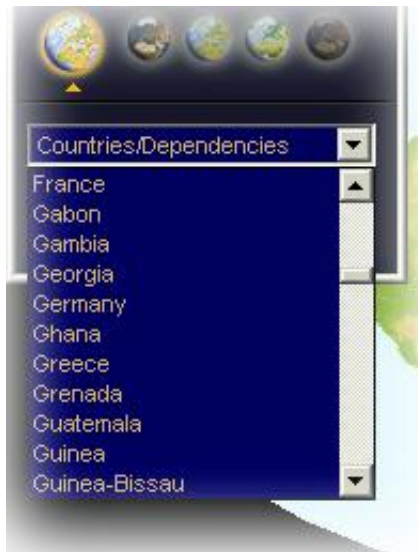 Countries/Dependencies
France
Gabon
Gambia
Georgia
Germany
Ghana
Greece
Grenada
Guatemala
Guinea
Guinea-Bissau